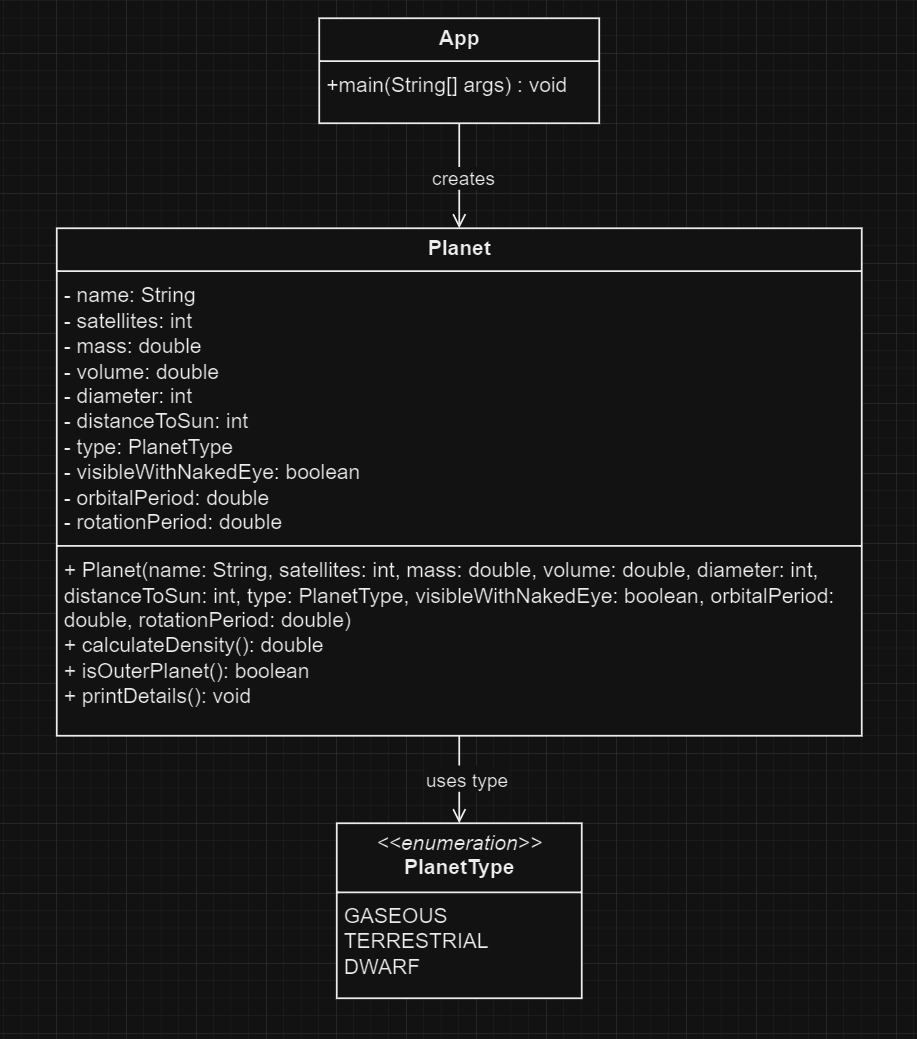 App
+main(String[] args) : void
creates
Planet
- name: String
- satellites: int
- mass: double
- volume: double
- diameter: int
- distanceToSun: int
- type: PlanetType
- visibleWithNakedEye: boolean
- orbitalPeriod: double
- rotationPeriod: double
+ Planet(name: String, satellites: int, mass: double, volume: double, diameter: int,
distanceToSun: int, type: PlanetType, visibleWithNakedEye: boolean, orbitalPeriod:
double, rotationPeriod: double)
+ calculateDensity(): double
+ isOuterPlanet(): boolean
+ printDetails(): void
uses type
<<enumeration>>
PlanetType
GASEOUS
TERRESTRIAL
DWARF